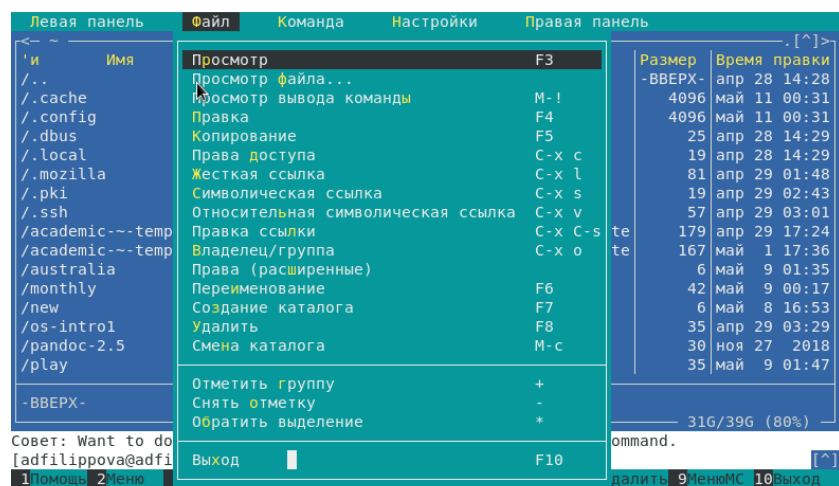 Левая панель Файл Команда Настройки Правая панель
<– ~ .[^]>
'и Имя Размер Время правки
/.. -ВВЕРХ- апр 28 14:28
/.cache 4096 май 11 00:31
/.config 4096 май 11 00:31
/.dbus 25 апр 28 14:29
/.local 19 апр 28 14:29
/.mozilla 81 апр 29 01:48
/.pki 19 апр 29 02:43
/.ssh 57 апр 29 03:01
/academic-~-temp te 179 апр 29 17:24
/academic-~-temp te 167 май 1 17:36
/australia 6 май 9 01:35
/monthly 42 май 9 00:17
/new 6 май 8 16:53
/os-intro1 35 апр 29 03:29
/pandoc-2.5 30 ноя 27 2018
/play 35 май 9 01:47
-ВВЕРХ-
31G/39G (80%)
Просмотр F3
Просмотр файла...
Просмотр вывода команды M-!
Правка F4
Копирование F5
Права доступа C-x c
Жесткая ссылка C-x l
Символическая ссылка C-x s
Относительная символическая ссылка C-x v
Правка ссылки C-x C-s
Владелец/группа C-x o
Права (расширенные)
Переименование F6
Создание каталога F7
Удалить F8
Смена каталога M-c
Отметить группу +
Снять отметку -
Обратить выделение *
Выход F10
Совет: Want to do ommand.
[adfilippova@adfi [^]
1Помощь 2Меню далить 9МенюМС 10Выход